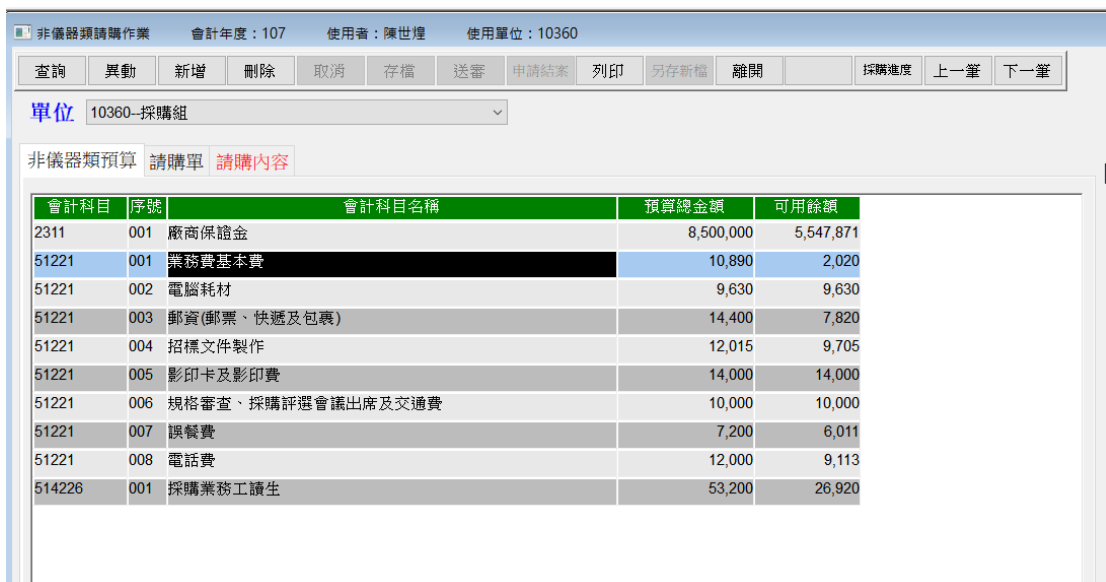 非儀器類請購作業 會計年度：107 使用者：陳世煌 使用單位：10360
查詢 異動 新增 刪除 取消 存檔 送審 申請結案 列印 另存新檔 離開 採購進度 上一筆 下一筆
單位 10360--採購組
非儀器類預算 請購單 請購內容
會計科目 序號 會計科目名稱 預算總金額 可用餘額
2311 001 廠商保證金 8,500,000 5,547,871
51221 001 業務費基本費 10,890 2,020
51221 002 電腦耗材 9,630 9,630
51221 003 郵資(郵票、快遞及包裹) 14,400 7,820
51221 004 招標文件製作 12,015 9,705
51221 005 影印卡及影印費 14,000 14,000
51221 006 規格審查、採購評選會議出席及交通費 10,000 10,000
51221 007 誤餐費 7,200 6,011
51221 008 電話費 12,000 9,113
514226 001 採購業務工讀生 53,200 26,920